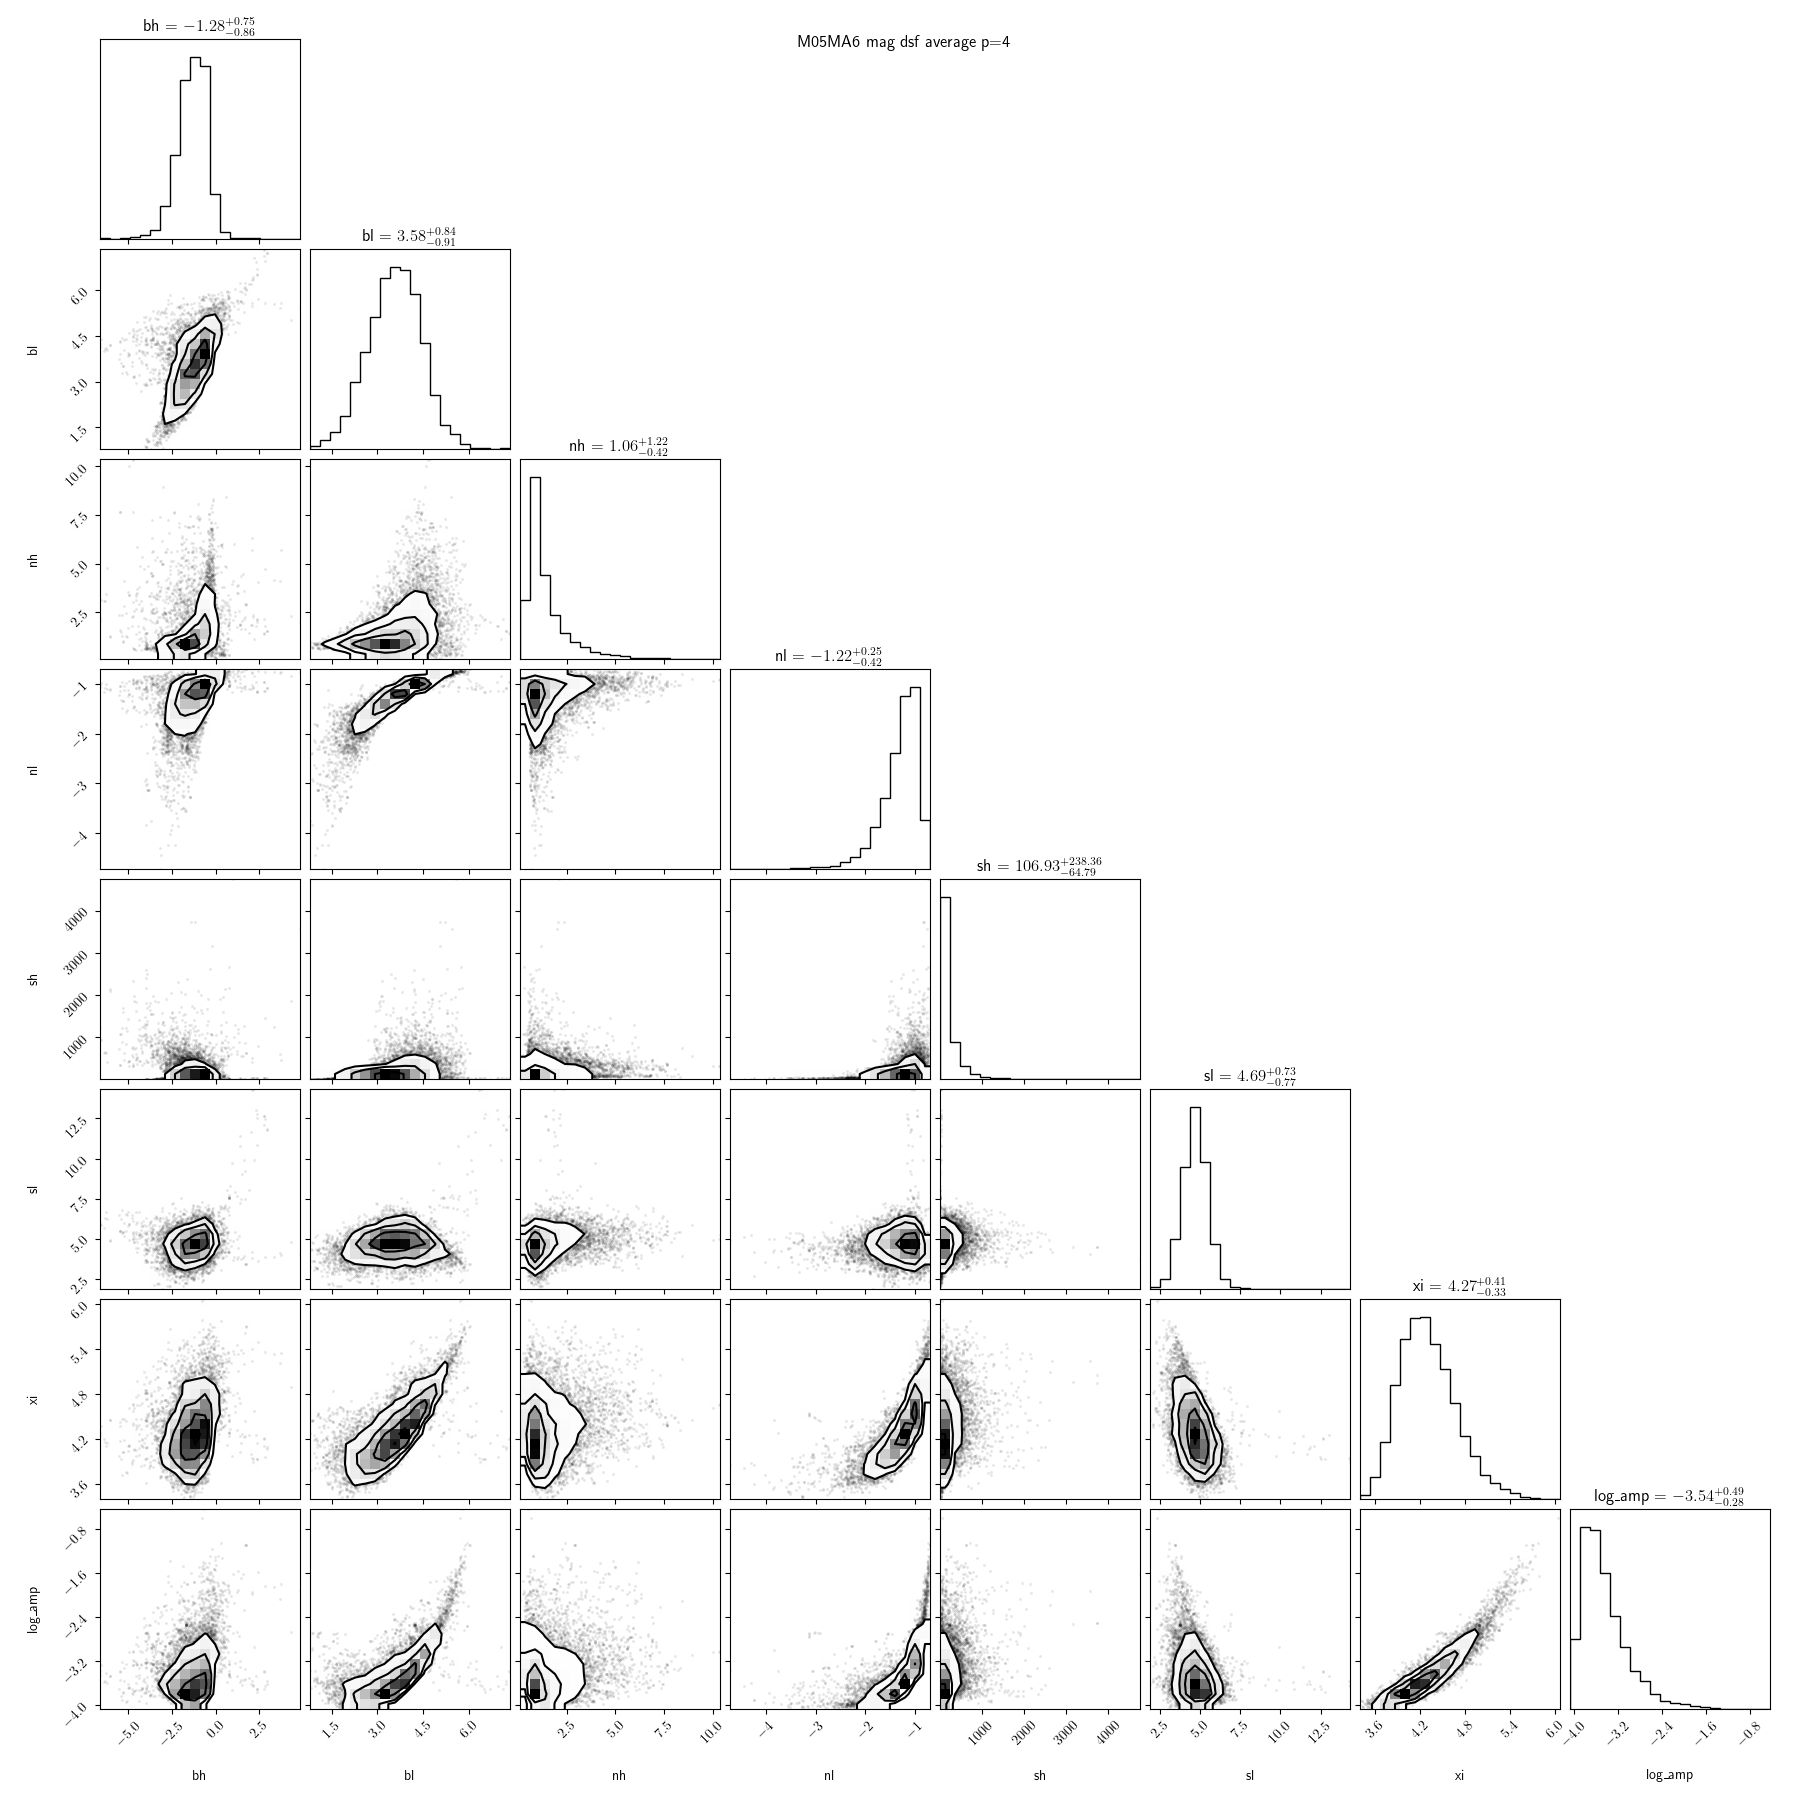 M05MA6 mag dsf average p=4
bh = −1.28 +0.75 −0.86
bl = 3.58 +0.84 −0.91
nh = 1.06 +1.22 −0.42
nl = −1.22 +0.25 −0.42
sh = 106.93 +238.36 −64.79
sl = 4.69 +0.73 −0.77
xi = 4.27 +0.41 −0.33
log_amp = −3.54 +0.49 −0.28
bl
6.0
4.5
3.0
1.5
nh
10.0
7.5
5.0
2.5
nl
−1
−2
−3
−4
sh
4000
3000
2000
1000
sl
12.5
10.0
7.5
5.0
2.5
xi
6.0
5.4
4.8
4.2
3.6
log_amp
−0.8
−1.6
−2.4
−3.2
−4.0
−5.0 −2.5 0.0 2.5 1.5 3.0 4.5 6.0 2.5 5.0 7.5 10.0 −4 −3 −2 −1 1000 2000 3000 4000 2.5 5.0 7.5 10.0 12.5 3.6 4.2 4.8 5.4 6.0 −4.0 −3.2 −2.4 −1.6 −0.8
bh bl nh nl sh sl xi log_amp